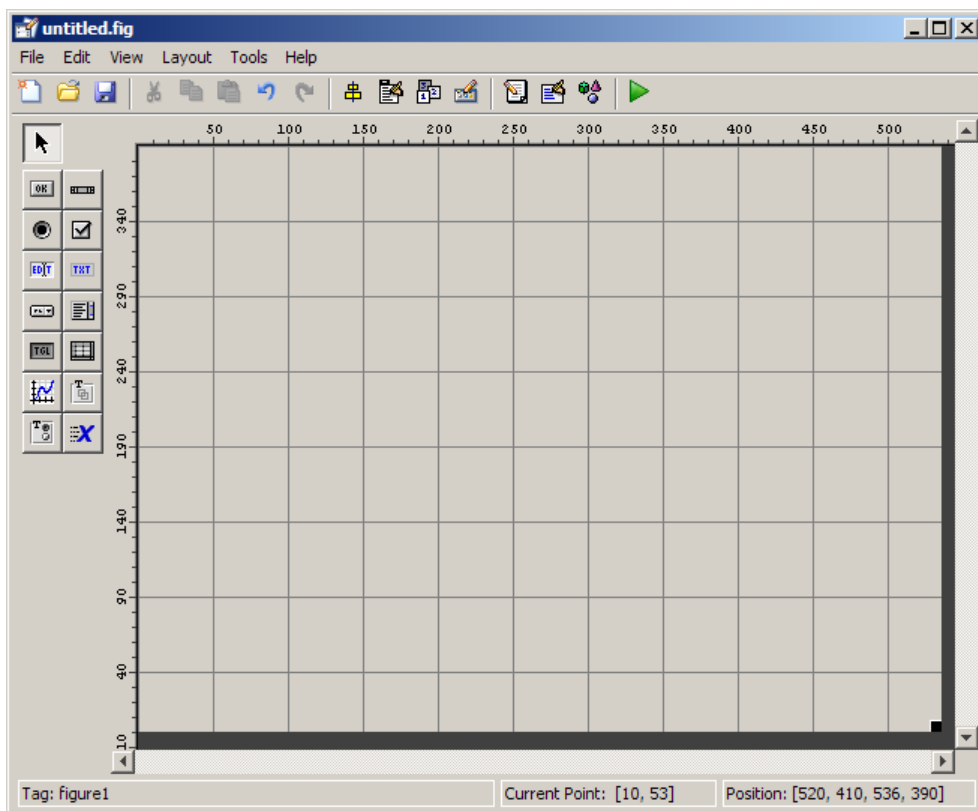 untitled.fig
File Edit View Layout Tools Help
50 100 150 200 250 300 350 400 450 500
OK
340
EDIT TXT
290
TGL
240
T
T X
190
140
90
40
10
Tag: figure1 Current Point: [10, 53] Position: [520, 410, 536, 390]